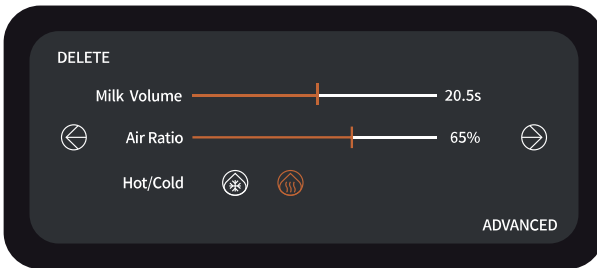 DELETE
Milk Volume 20.5s
Air Ratio 65%
Hot/Cold
ADVANCED